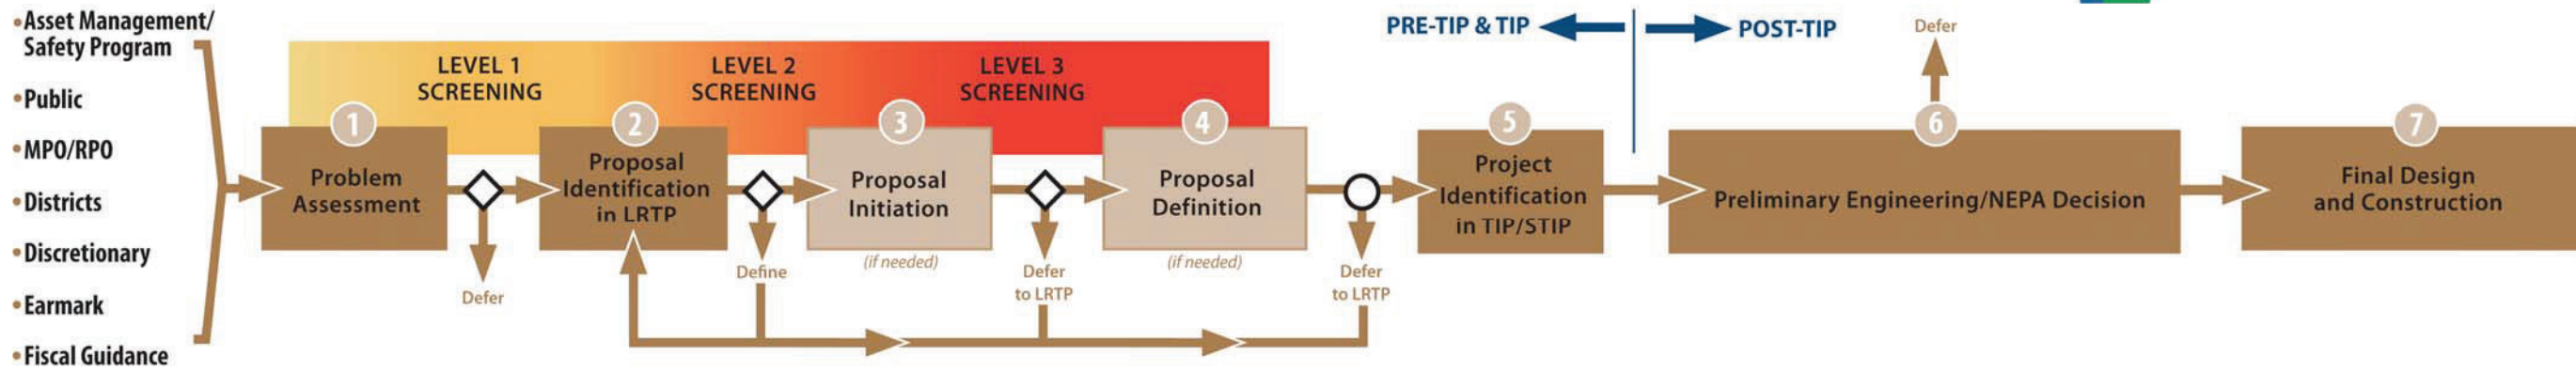 •Asset Management/
Safety Program
•Public
•MPO/RPO
•Districts
•Discretionary
•Earmark
•Fiscal Guidance
LEVEL 1
SCREENING
LEVEL 2
SCREENING
LEVEL 3
SCREENING
PRE-TIP & TIP
POST-TIP
1
Problem
Assessment
Defer
2
Proposal
Identification
in LRTP
Define
3
Proposal
Initiation
(if needed)
Defer
to LRTP
4
Proposal
Definition
(if needed)
Defer
to LRTP
5
Project
Identification
in TIP/STIP
Defer
6
Preliminary Engineering/NEPA Decision
7
Final Design
and Construction